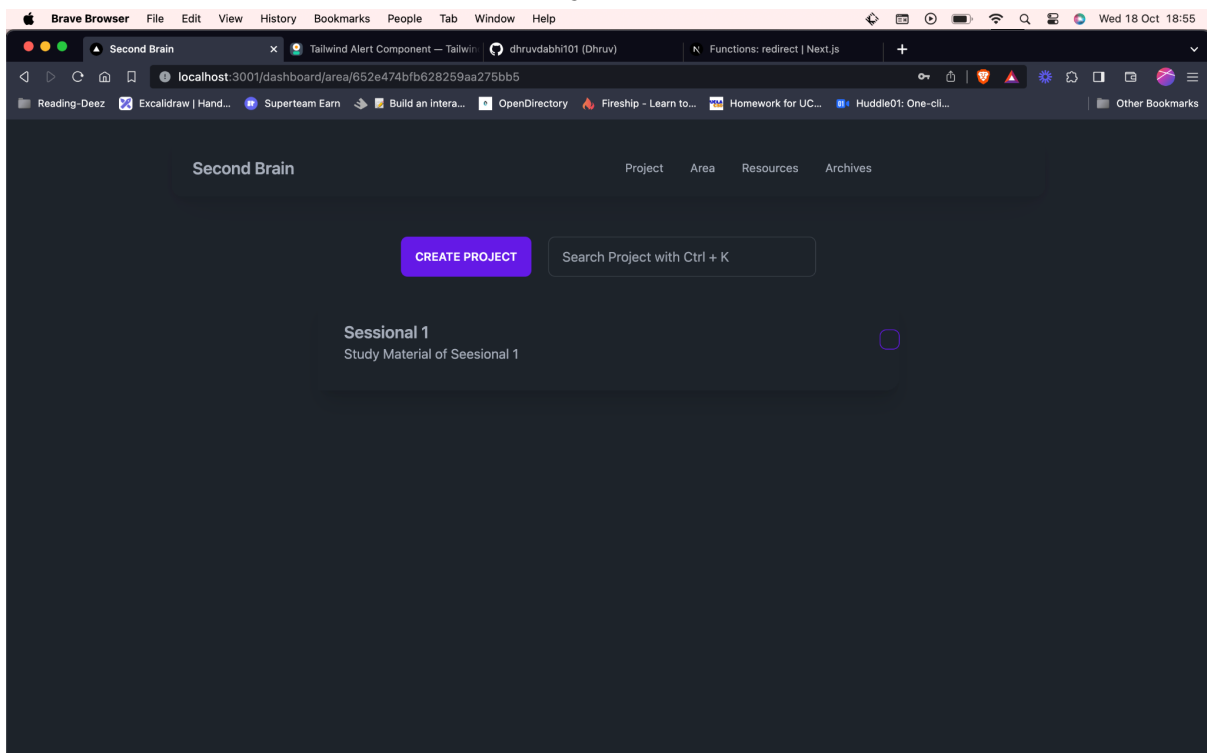 Brave Browser File Edit View History Bookmarks People Tab Window Help Wed 18 Oct 18:55
Second Brain Tailwind Alert Component — Tailwin dhruvdabhi101 (Dhruv) Functions: redirect | Next.js
localhost:3001/dashboard/area/652e474bfb628259aa275bb5
Reading-Deez Excalidraw | Hand... Superteam Earn Build an intera... OpenDirectory Fireship - Learn to... Homework for UC... Huddle01: One-cli... Other Bookmarks
Second Brain Project Area Resources Archives
CREATE PROJECT Search Project with Ctrl + K
Sessional 1
Study Material of Seesional 1